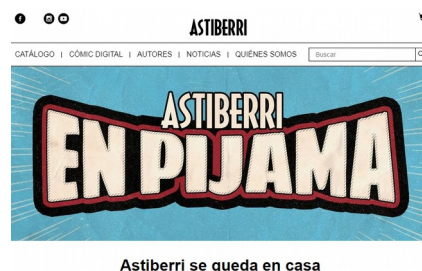 ASTIBERRI
CATÁLOGO | CÓMIC DIGITAL | AUTORES | NOTICIAS | QUIÉNES SOMOS
Buscar
ASTIBERRI
EN PIJAMA
Astiberri se queda en casa